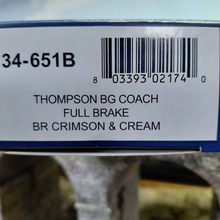 34-651B
8 03393 02174 0
THOMPSON BG COACH
FULL BRAKE
BR CRIMSON & CREAM